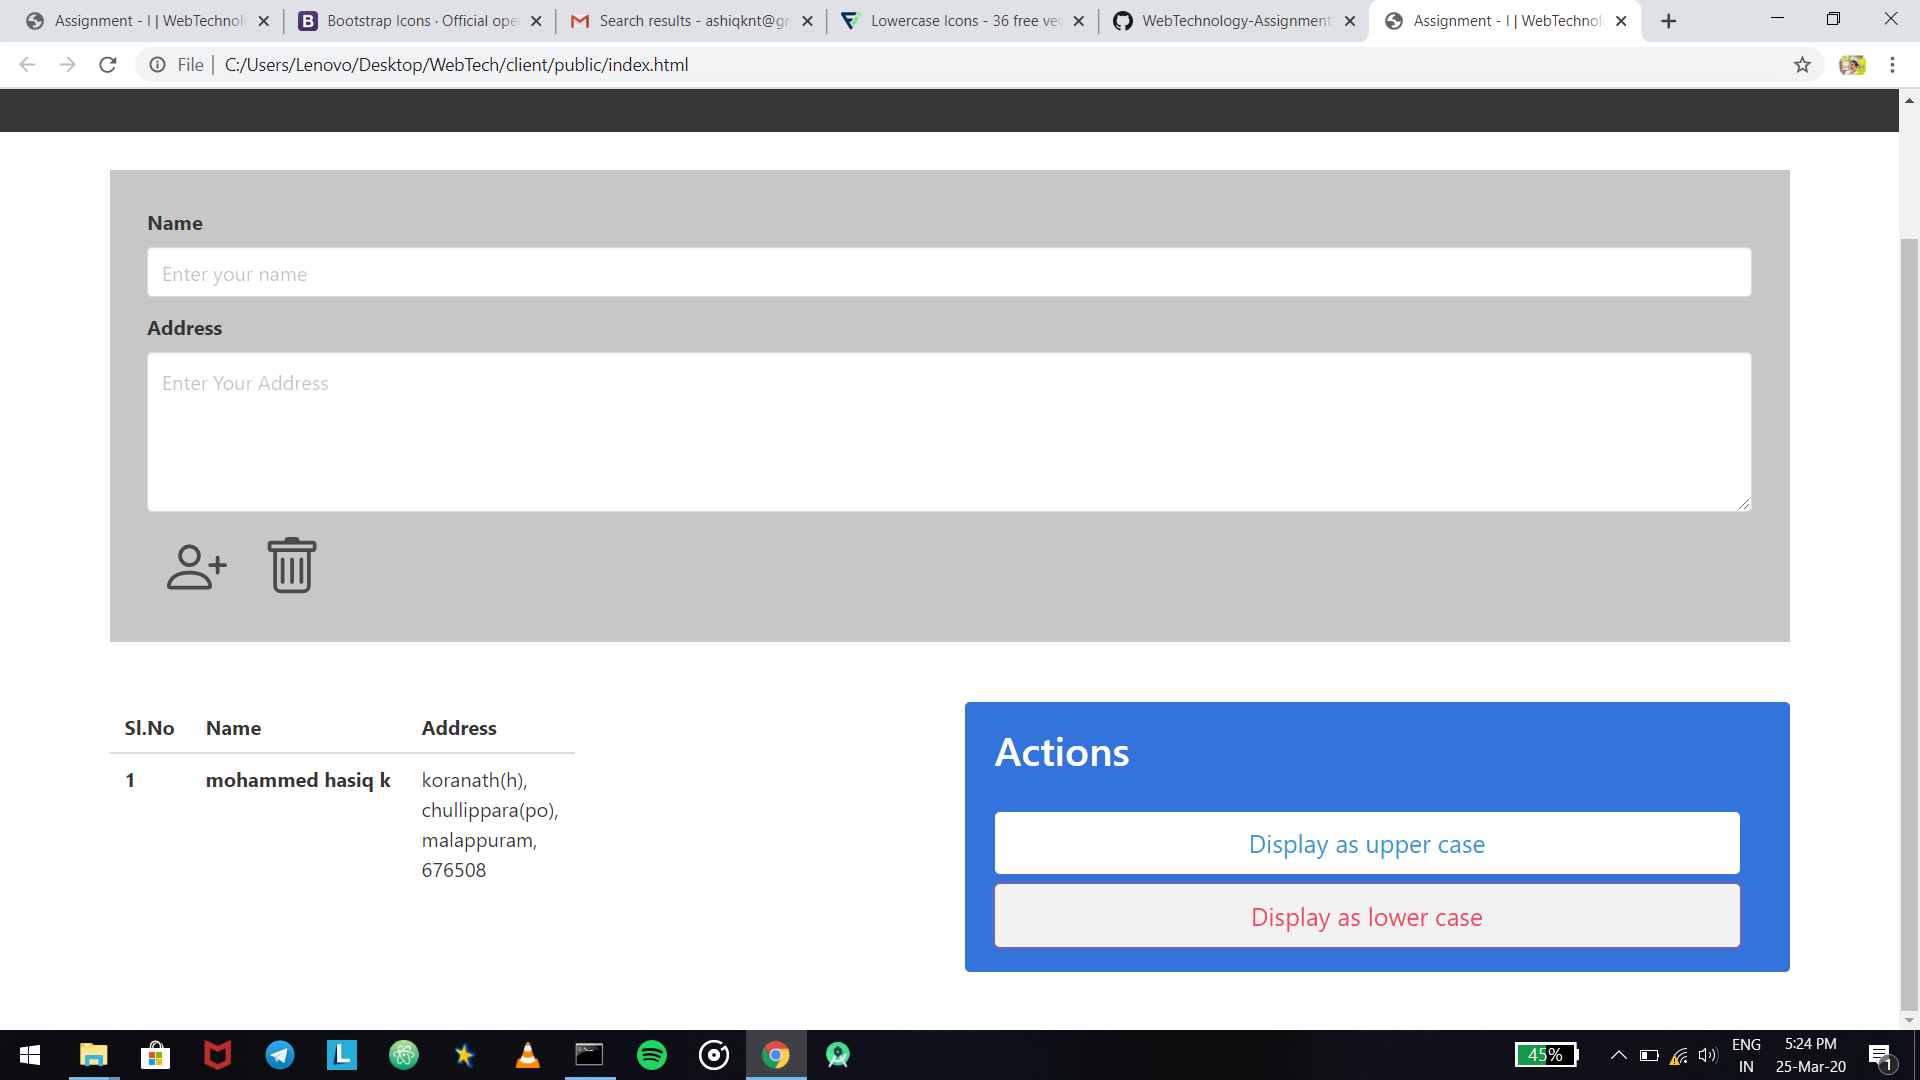 Assignment - I | WebTechnol
Bootstrap Icons · Official ope
Search results - ashiqknt@g
Lowercase Icons - 36 free ve
WebTechnology-Assignment
Assignment - I | WebTechnol
File
C:/Users/Lenovo/Desktop/WebTech/client/public/index.html
Name
Enter your name
Address
Enter Your Address
Sl.No Name Address
1 mohammed hasiq k koranath(h),
chullippara(po),
malappuram,
676508
Actions
Display as upper case
Display as lower case
45%
ENG
IN
5:24 PM
25-Mar-20
1